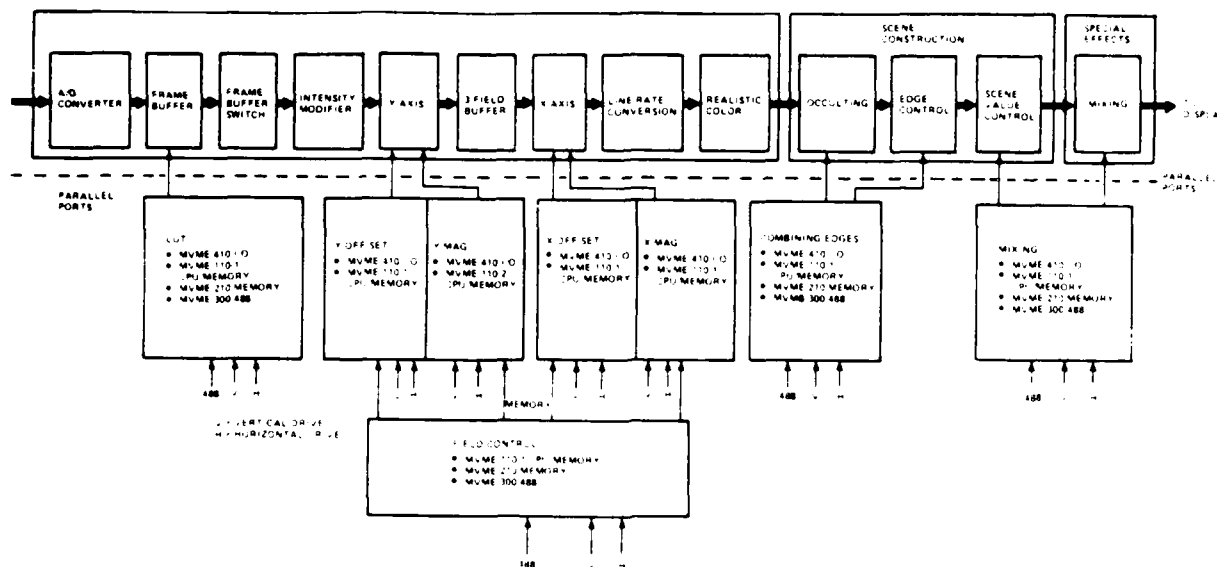 SCENE
CONSTRUCTION
SPECIAL
EFFECTS
A/D
CONVERTER
FRAME
BUFFER
FRAME
BUFFER
SWITCH
INTENSITY
MODIFIER
Y AXIS
3 FIELD
BUFFER
X AXIS
LINE RATE
CONVERSION
REALISTIC
COLOR
OCCULTING
EDGE
CONTROL
SCENE
VALUE
CONTROL
MIXING
PARALLEL
PORTS
PARALLEL
PORTS
• MVME 410 I/O
• MVME 110-1
CPU/MEMORY
• MVME 210 MEMORY
• MVME 300 488
Y OFFSET
• MVME 410 I/O
• MVME 110-1
CPU/MEMORY
Y MAG
• MVME 410 I/O
• MVME 110-2
CPU/MEMORY
X OFFSET
• MVME 410 I/O
• MVME 110-1
CPU/MEMORY
X MAG
• MVME 410 I/O
• MVME 110-1
CPU/MEMORY
COMBINING EDGES
• MVME 410 I/O
• MVME 110-1
CPU/MEMORY
• MVME 210 MEMORY
• MVME 300 488
MIXING
• MVME 410 I/O
• MVME 110-1
CPU/MEMORY
• MVME 210 MEMORY
• MVME 300 488
488
H
H
H
MEMORY
H
H
488
V
H
488
H
V = VERTICAL DRIVE
H = HORIZONTAL DRIVE
FIELD CONTROL
• MVME 110-1 CPU MEMORY
• MVME 210 MEMORY
• MVME 300 488
488